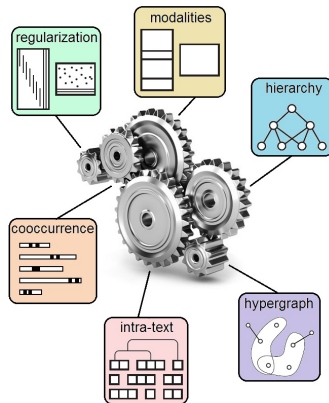 regularization
modalities
hierarchy
cooccurrence
hypergraph
intra-text